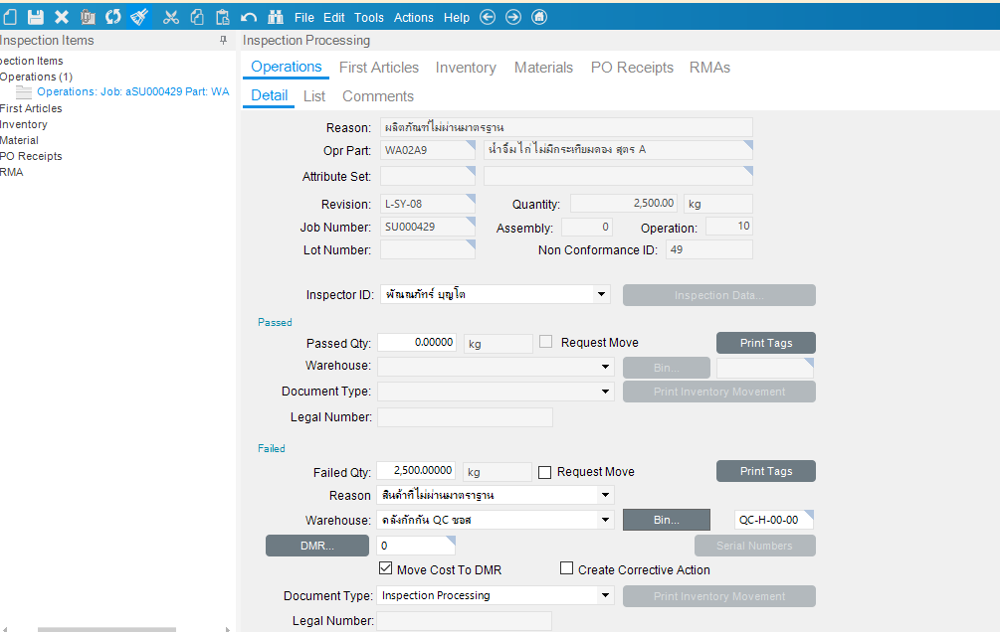 File Edit Tools Actions Help
Inspection Items
Inspection Processing
pection Items
Operations (1)
Operations: Job: aSU000429 Part: WA
First Articles
Inventory
Material
PO Receipts
RMA
Operations First Articles Inventory Materials PO Receipts RMAs
Detail List Comments
Reason: ผลิตภัณฑ์ไม่ผ่านมาตรฐาน
Opr Part: WA02A9 น้ำจิ้มไก่ ไม่มีกระเทียมดอง สูตร A
Attribute Set:
Revision: L-SY-08 Quantity: 2,500.00 kg
Job Number: SU000429 Assembly: 0 Operation: 10
Lot Number: Non Conformance ID: 49
Inspector ID: พัณณภัทร์ บุญโต Inspection Data...
Passed
Passed Qty: 0.00000 kg Request Move Print Tags
Warehouse: Bin...
Document Type: Print Inventory Movement
Legal Number:
Failed
Failed Qty: 2,500.00000 kg Request Move Print Tags
Reason สินค้าที่ไม่ผ่านมาตราฐาน
Warehouse: คลังกักกัน QC ซอส Bin... QC-H-00-00
DMR... 0 Serial Numbers
Move Cost To DMR Create Corrective Action
Document Type: Inspection Processing Print Inventory Movement
Legal Number: